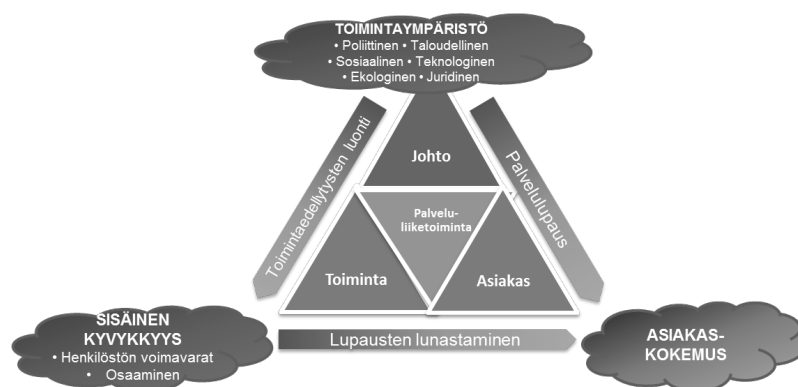 TOIMINTAYMPÄRISTÖ
• Poliittinen • Taloudellinen
• Sosiaalinen • Teknologinen
• Ekologinen • Juridinen
Toimintaedellytysten luonti
Johto
Palvelulupaus
Palvelu-
liiketoiminta
Toiminta
Asiakas
SISÄINEN
KYVYKKYYS
• Henkilöstön voimavarat
• Osaaminen
Lupausten lunastaminen
ASIAKAS-
KOKEMUS